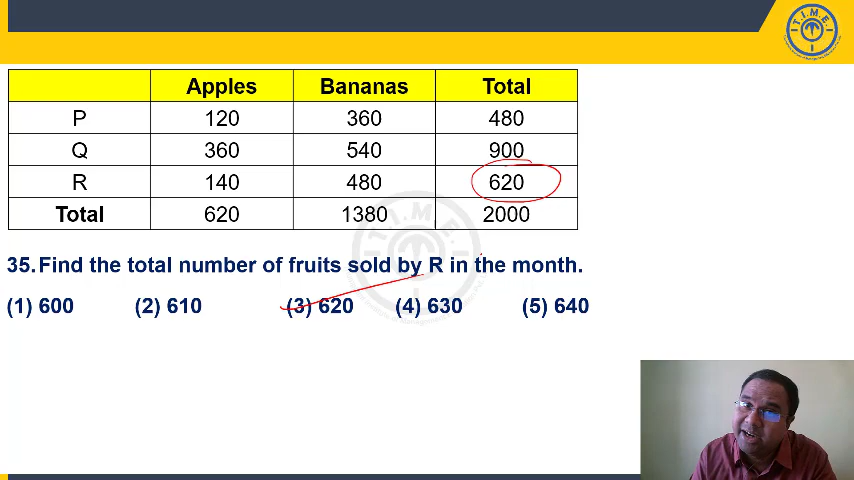 T.I.M.E.
Apples Bananas Total
P 120 360 480
Q 360 540 900
R 140 480 620
Total 620 1380 2000
35. Find the total number of fruits sold by R in the month.
(1) 600 (2) 610 (3) 620 (4) 630 (5) 640
T.I.M.E.